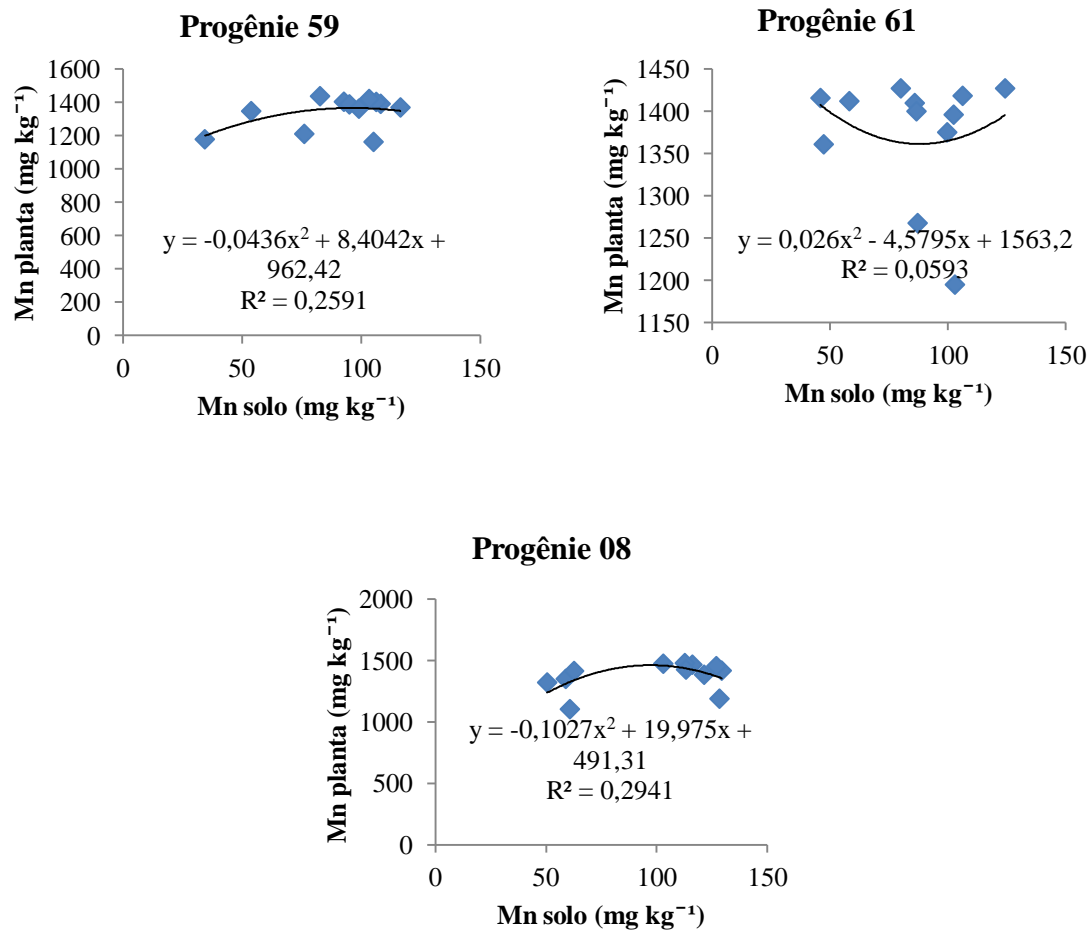 Progênie 59
Mn planta (mg kg⁻¹)
1600
1400
1200
1000
800
600
400
200
0
y = -0,0436x² + 8,4042x +
962,42
R² = 0,2591
0 50 100 150
Mn solo (mg kg⁻¹)
Progênie 61
Mn planta (mg kg⁻¹)
1450
1400
1350
1300
1250
1200
1150
y = 0,026x² - 4,5795x + 1563,2
R² = 0,0593
0 50 100 150
Mn solo (mg kg⁻¹)
Progênie 08
Mn planta (mg kg⁻¹)
2000
1500
1000
500
0
y = -0,1027x² + 19,975x +
491,31
R² = 0,2941
0 50 100 150
Mn solo (mg kg⁻¹)